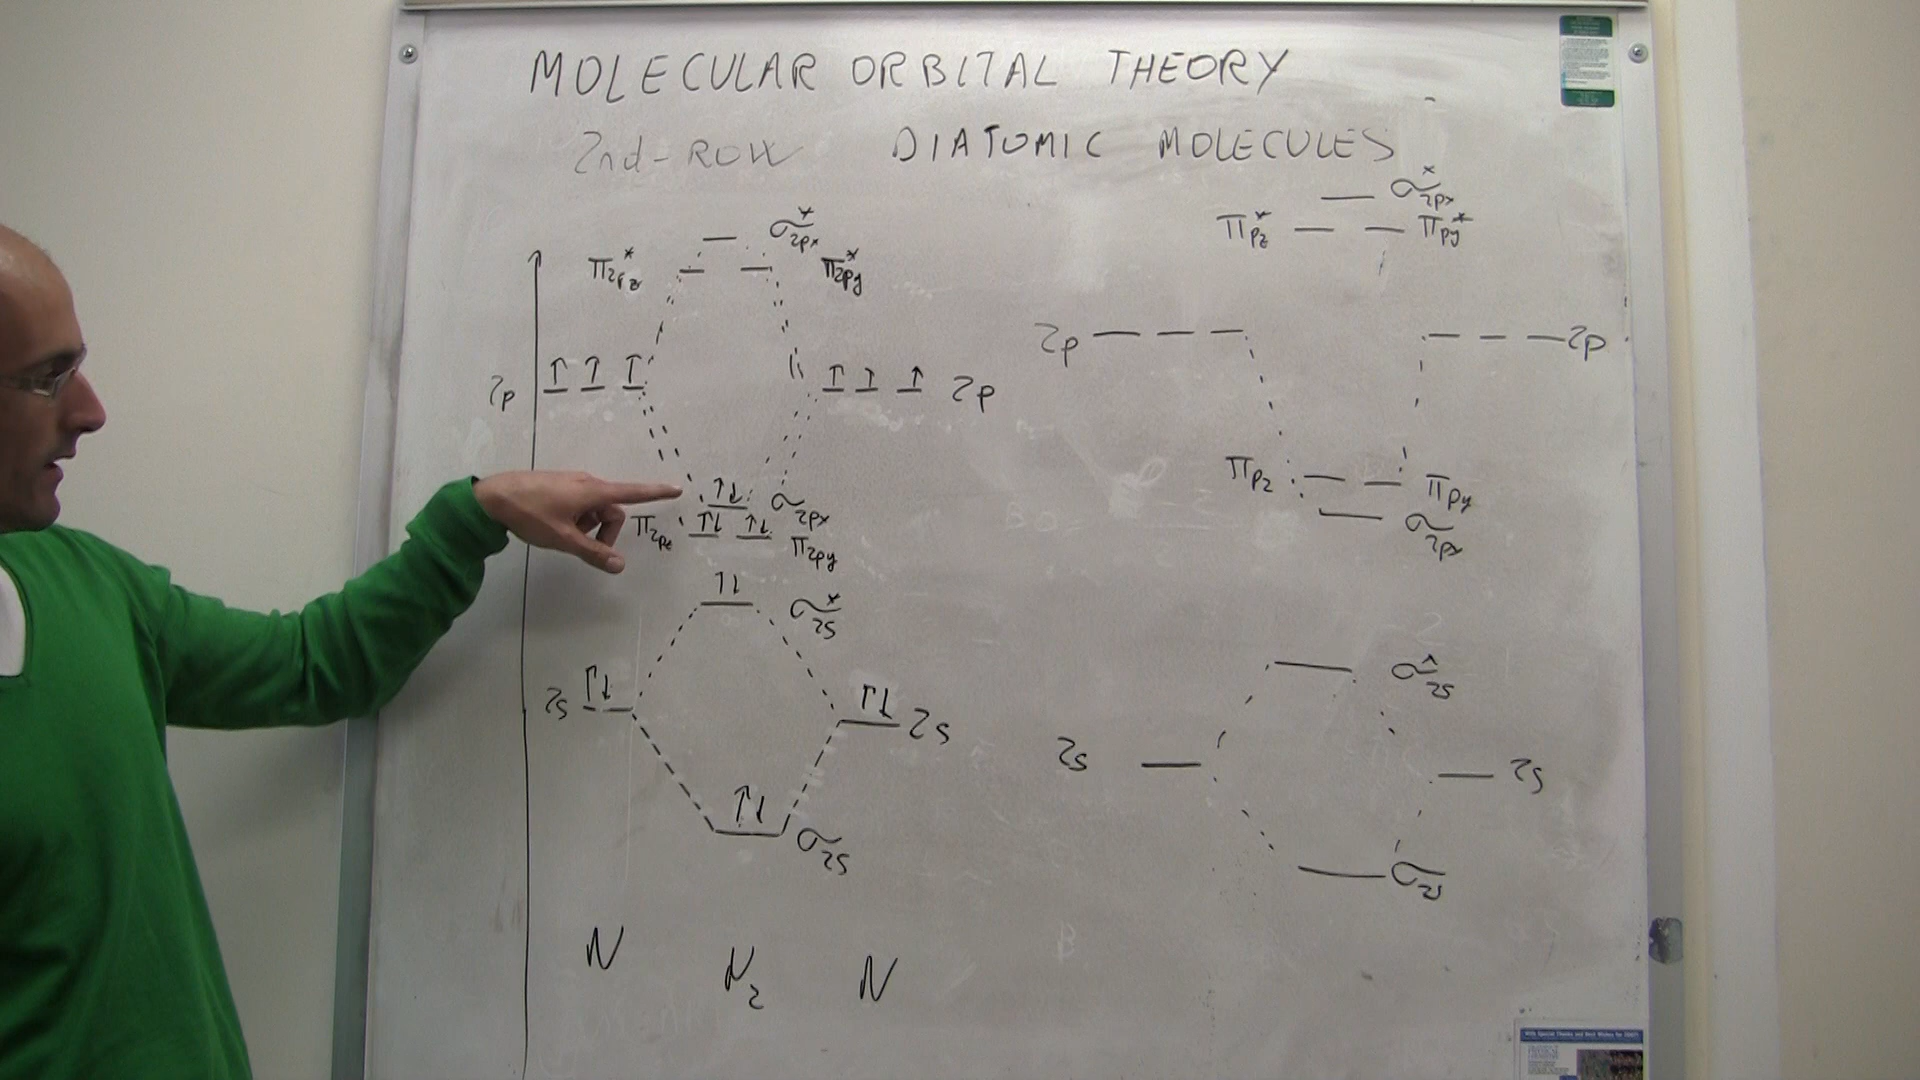 MOLECULAR ORBITAL THEORY
2nd-ROW DIATOMIC MOLECULES
σ*2px
π*2pz π*2py
2p ↑ ↑ ↑ ↑ ↑ ↑ 2p
↑↓ σ2px
π2pz ↑↓ ↑↓ π2py
↑↓ σ*2s
2s ↑↓ ↑↓ 2s
↑↓ σ2s
N N2 N
σ*2px
π*pz π*py
2p 2p
πpz πpy
σ2px
σ*2s
2s 2s
σ2s